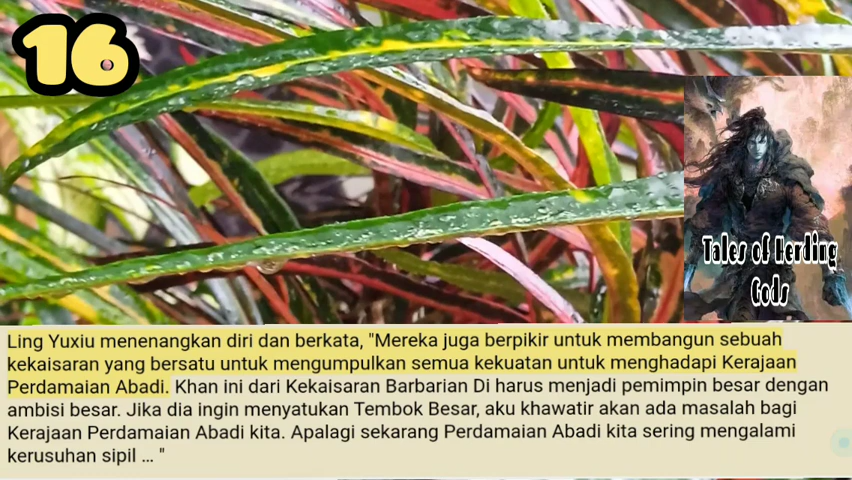 16
Tales of Herding
Gods
Ling Yuxiu menenangkan diri dan berkata, "Mereka juga berpikir untuk membangun sebuah
kekaisaran yang bersatu untuk mengumpulkan semua kekuatan untuk menghadapi Kerajaan
Perdamaian Abadi. Khan ini dari Kekaisaran Barbarian Di harus menjadi pemimpin besar dengan
ambisi besar. Jika dia ingin menyatukan Tembok Besar, aku khawatir akan ada masalah bagi
Kerajaan Perdamaian Abadi kita. Apalagi sekarang Perdamaian Abadi kita sering mengalami
kerusuhan sipil ... "